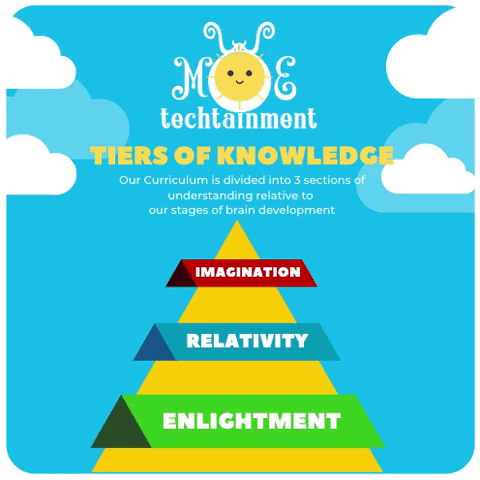 MOE
techtainment
TIERS OF KNOWLEDGE
Our Curriculum is divided into 3 sections of
understanding relative to
our stages of brain development
IMAGINATION
RELATIVITY
ENLIGHTMENT